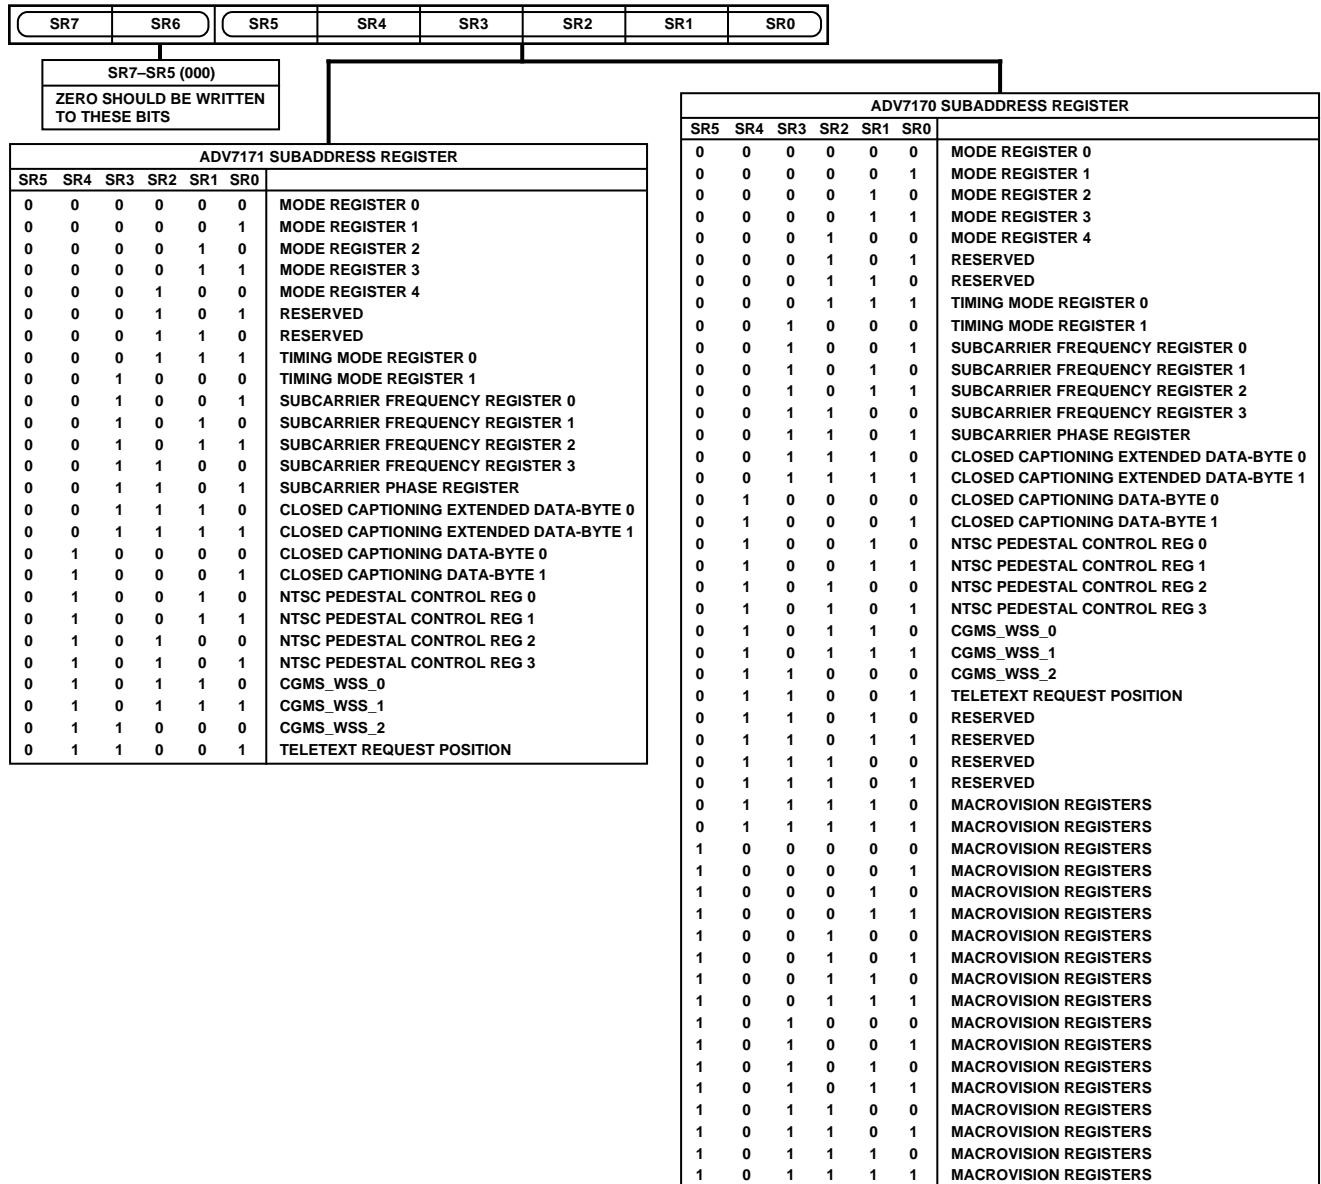 SR7 SR6 SR5 SR4 SR3 SR2 SR1 SR0
SR7–SR5 (000)
ZERO SHOULD BE WRITTEN
TO THESE BITS
ADV7171 SUBADDRESS REGISTER
SR5 SR4 SR3 SR2 SR1 SR0
0 0 0 0 0 0 MODE REGISTER 0
0 0 0 0 0 1 MODE REGISTER 1
0 0 0 0 1 0 MODE REGISTER 2
0 0 0 0 1 1 MODE REGISTER 3
0 0 0 1 0 0 MODE REGISTER 4
0 0 0 1 0 1 RESERVED
0 0 0 1 1 0 RESERVED
0 0 0 1 1 1 TIMING MODE REGISTER 0
0 0 1 0 0 0 TIMING MODE REGISTER 1
0 0 1 0 0 1 SUBCARRIER FREQUENCY REGISTER 0
0 0 1 0 1 0 SUBCARRIER FREQUENCY REGISTER 1
0 0 1 0 1 1 SUBCARRIER FREQUENCY REGISTER 2
0 0 1 1 0 0 SUBCARRIER FREQUENCY REGISTER 3
0 0 1 1 0 1 SUBCARRIER PHASE REGISTER
0 0 1 1 1 0 CLOSED CAPTIONING EXTENDED DATA-BYTE 0
0 0 1 1 1 1 CLOSED CAPTIONING EXTENDED DATA-BYTE 1
0 1 0 0 0 0 CLOSED CAPTIONING DATA-BYTE 0
0 1 0 0 0 1 CLOSED CAPTIONING DATA-BYTE 1
0 1 0 0 1 0 NTSC PEDESTAL CONTROL REG 0
0 1 0 0 1 1 NTSC PEDESTAL CONTROL REG 1
0 1 0 1 0 0 NTSC PEDESTAL CONTROL REG 2
0 1 0 1 0 1 NTSC PEDESTAL CONTROL REG 3
0 1 0 1 1 0 CGMS_WSS_0
0 1 0 1 1 1 CGMS_WSS_1
0 1 1 0 0 0 CGMS_WSS_2
0 1 1 0 0 1 TELETEXT REQUEST POSITION
ADV7170 SUBADDRESS REGISTER
SR5 SR4 SR3 SR2 SR1 SR0
0 0 0 0 0 0 MODE REGISTER 0
0 0 0 0 0 1 MODE REGISTER 1
0 0 0 0 1 0 MODE REGISTER 2
0 0 0 0 1 1 MODE REGISTER 3
0 0 0 1 0 0 MODE REGISTER 4
0 0 0 1 0 1 RESERVED
0 0 0 1 1 0 RESERVED
0 0 0 1 1 1 TIMING MODE REGISTER 0
0 0 1 0 0 0 TIMING MODE REGISTER 1
0 0 1 0 0 1 SUBCARRIER FREQUENCY REGISTER 0
0 0 1 0 1 0 SUBCARRIER FREQUENCY REGISTER 1
0 0 1 0 1 1 SUBCARRIER FREQUENCY REGISTER 2
0 0 1 1 0 0 SUBCARRIER FREQUENCY REGISTER 3
0 0 1 1 0 1 SUBCARRIER PHASE REGISTER
0 0 1 1 1 0 CLOSED CAPTIONING EXTENDED DATA-BYTE 0
0 0 1 1 1 1 CLOSED CAPTIONING EXTENDED DATA-BYTE 1
0 1 0 0 0 0 CLOSED CAPTIONING DATA-BYTE 0
0 1 0 0 0 1 CLOSED CAPTIONING DATA-BYTE 1
0 1 0 0 1 0 NTSC PEDESTAL CONTROL REG 0
0 1 0 0 1 1 NTSC PEDESTAL CONTROL REG 1
0 1 0 1 0 0 NTSC PEDESTAL CONTROL REG 2
0 1 0 1 0 1 NTSC PEDESTAL CONTROL REG 3
0 1 0 1 1 0 CGMS_WSS_0
0 1 0 1 1 1 CGMS_WSS_1
0 1 1 0 0 0 CGMS_WSS_2
0 1 1 0 0 1 TELETEXT REQUEST POSITION
0 1 1 0 1 0 RESERVED
0 1 1 0 1 1 RESERVED
0 1 1 1 0 0 RESERVED
0 1 1 1 0 1 RESERVED
0 1 1 1 1 0 MACROVISION REGISTERS
0 1 1 1 1 1 MACROVISION REGISTERS
1 0 0 0 0 0 MACROVISION REGISTERS
1 0 0 0 0 1 MACROVISION REGISTERS
1 0 0 0 1 0 MACROVISION REGISTERS
1 0 0 0 1 1 MACROVISION REGISTERS
1 0 0 1 0 0 MACROVISION REGISTERS
1 0 0 1 0 1 MACROVISION REGISTERS
1 0 0 1 1 0 MACROVISION REGISTERS
1 0 0 1 1 1 MACROVISION REGISTERS
1 0 1 0 0 0 MACROVISION REGISTERS
1 0 1 0 0 1 MACROVISION REGISTERS
1 0 1 0 1 0 MACROVISION REGISTERS
1 0 1 0 1 1 MACROVISION REGISTERS
1 0 1 1 0 0 MACROVISION REGISTERS
1 0 1 1 0 1 MACROVISION REGISTERS
1 0 1 1 1 0 MACROVISION REGISTERS
1 0 1 1 1 1 MACROVISION REGISTERS